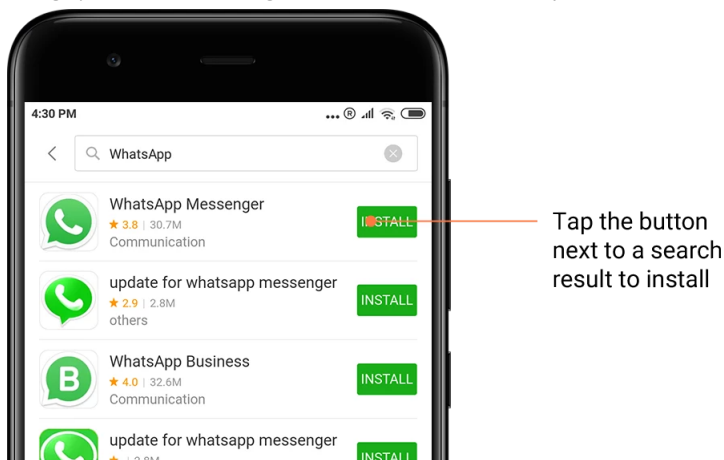 4:30 PM
WhatsApp
WhatsApp Messenger
3.8 | 30.7M
Communication
INSTALL
Tap the button
next to a search
result to install
update for whatsapp messenger
2.9 | 2.8M
others
INSTALL
WhatsApp Business
4.0 | 32.6M
Communication
INSTALL
update for whatsapp messenger
INSTALL